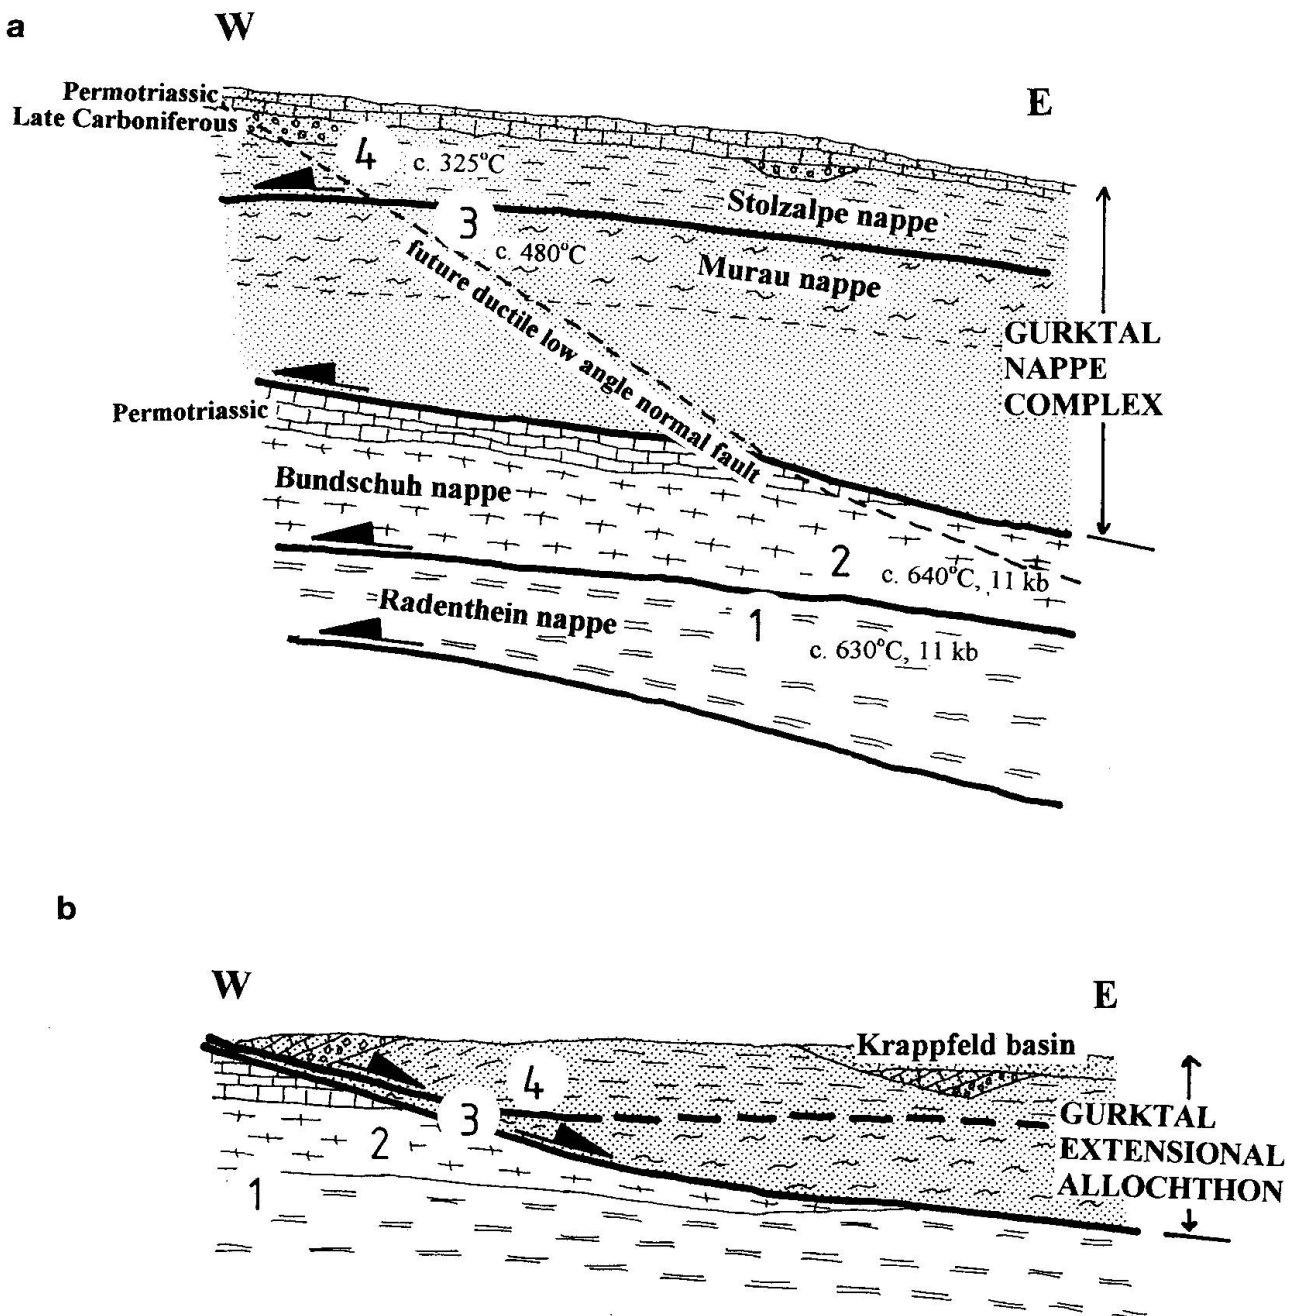 a
W
E
Permotriassic
Late Carboniferous
4
c. 325°C
3
c. 480°C
Stolzalpe nappe
Murau nappe
future ductile low angle normal fault
GURKTAL
NAPPE
COMPLEX
Permotriassic
Bundschuh nappe
2
c. 640°C, 11 kb
Radenthein nappe
1
c. 630°C, 11 kb
b
W
E
Krappfeld basin
4
3
2
1
GURKTAL
EXTENSIONAL
ALLOCHTHON